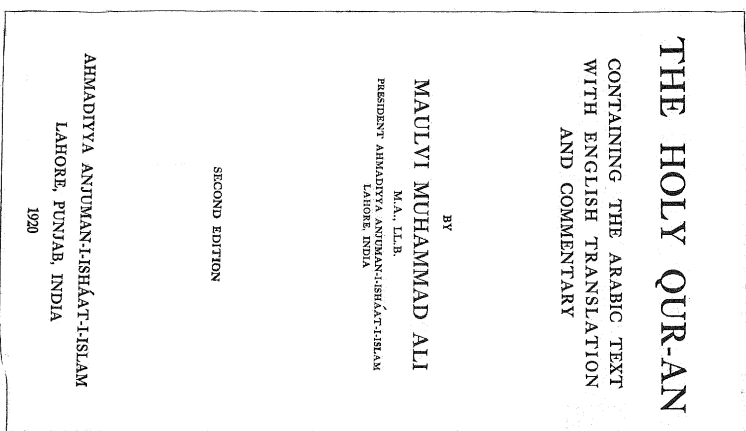 THE HOLY QUR-AN
CONTAINING THE ARABIC TEXT
WITH ENGLISH TRANSLATION
AND COMMENTARY
BY
MAULVI MUHAMMAD ALI
M.A., LL.B.
PRESIDENT AHMADIYYA ANJUMAN-I-ISHÁAT-I-ISLAM
LAHORE, INDIA
SECOND EDITION
AHMADIYYA ANJUMAN-I-ISHÁAT-I-ISLAM
LAHORE, PUNJAB, INDIA
1920